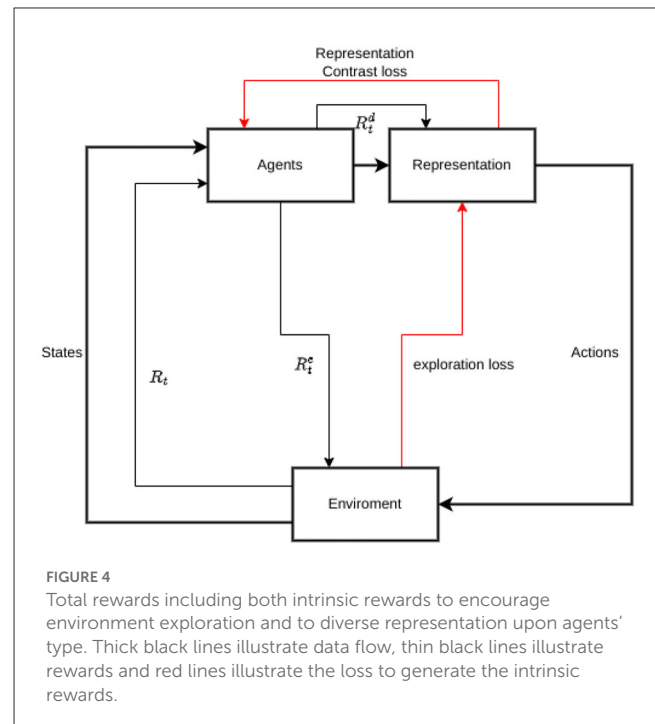 Representation
Contrast loss
R_t^d
Agents
Representation
States
R_t
R_t^e
exploration loss
Actions
Enviroment
FIGURE 4
Total rewards including both intrinsic rewards to encourage
environment exploration and to diverse representation upon agents’
type. Thick black lines illustrate data flow, thin black lines illustrate
rewards and red lines illustrate the loss to generate the intrinsic
rewards.